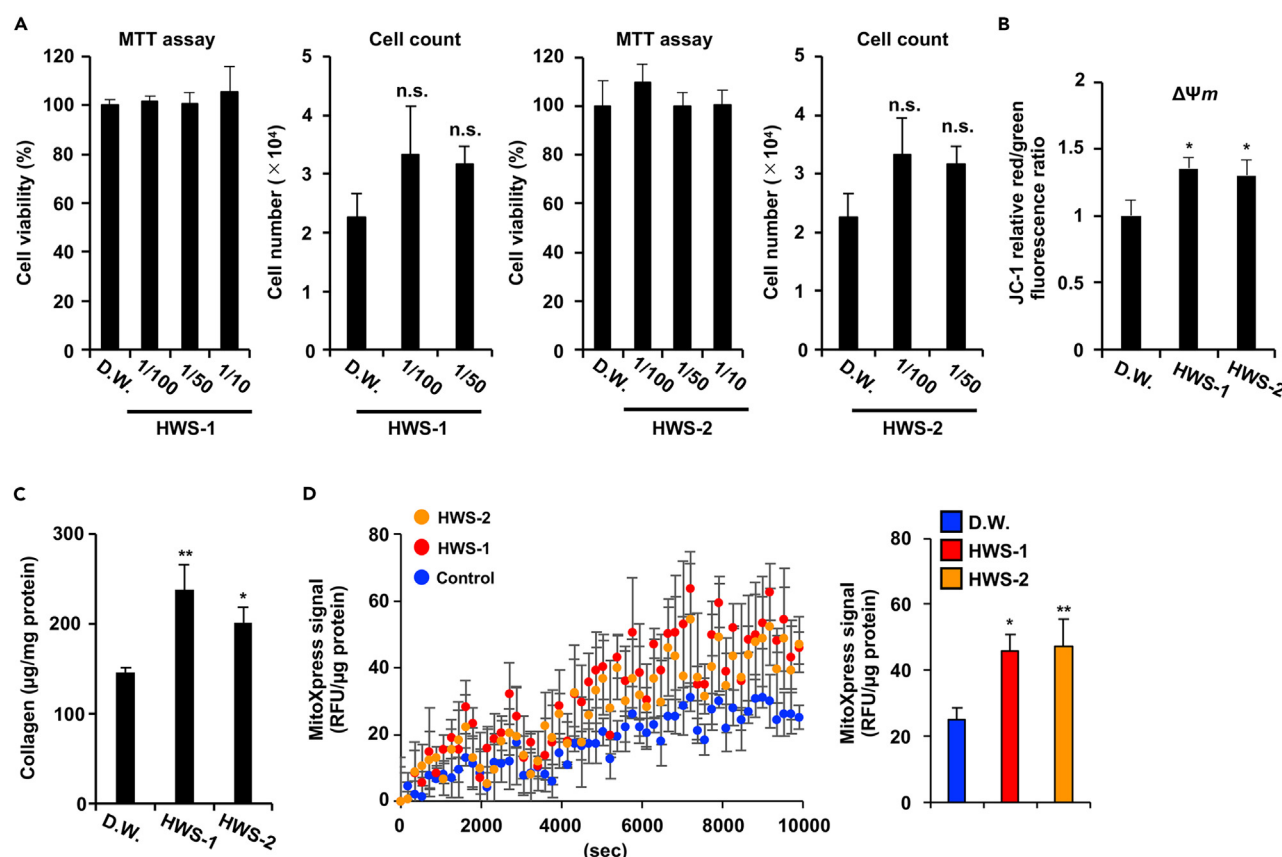 A
MTT assay
Cell viability (%)
120
100
80
60
40
20
0
D.W.
1/100
1/50
1/10
HWS-1
Cell count
Cell number (×10⁴)
5
4
3
2
1
0
n.s.
n.s.
D.W.
1/100
1/50
HWS-1
MTT assay
Cell viability (%)
120
100
80
60
40
20
0
D.W.
1/100
1/50
1/10
HWS-2
Cell count
Cell number (×10⁴)
5
4
3
2
1
0
n.s.
n.s.
D.W.
1/100
1/50
HWS-2
B
ΔΨm
JC-1 relative red/green
fluorescence ratio
2
1.5
1
0.5
0
*
*
D.W.
HWS-1
HWS-2
C
Collagen (μg/mg protein)
300
200
100
0
**
*
D.W.
HWS-1
HWS-2
D
HWS-2
HWS-1
Control
MitoXpress signal
(RFU/μg protein)
80
60
40
20
0
0
2000
4000
6000
8000
10000
(sec)
D.W.
HWS-1
HWS-2
MitoXpress signal
(RFU/μg protein)
80
60
40
20
0
*
**